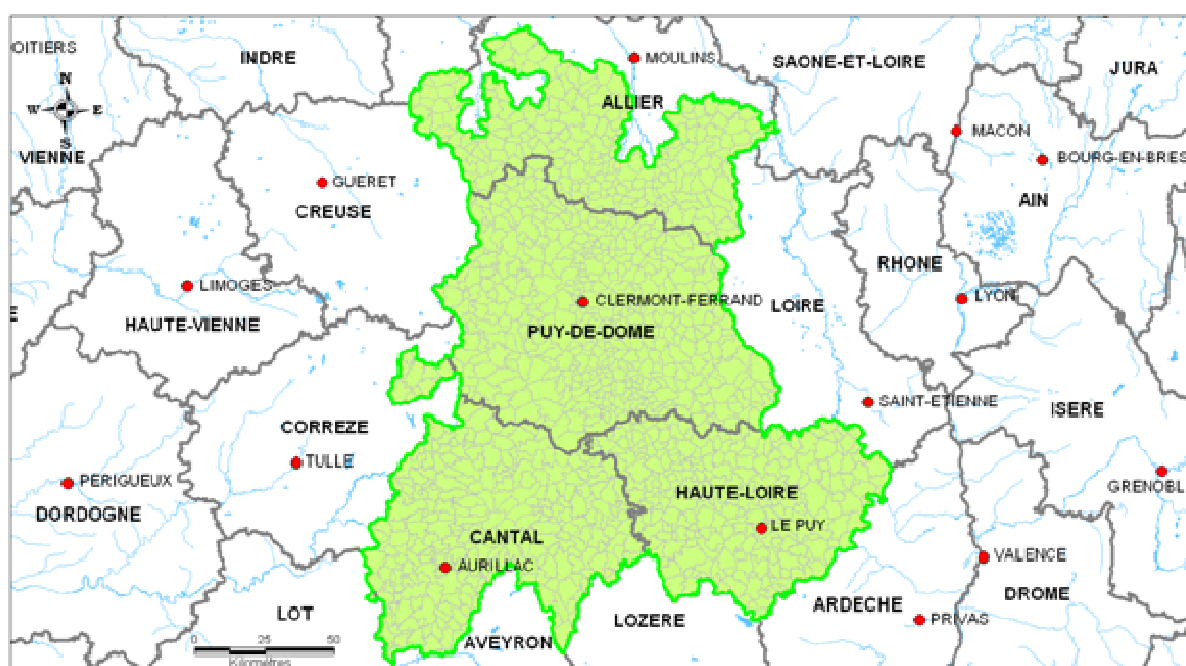 OITIERS
INDRE
MOULINS
SAONE-ET-LOIRE
JURA
N
W
E
S
ALLIER
VIENNE
MACON
BOURG-EN-BRES
GUERET
CREUSE
AIN
RHONE
LIMOGES
CLERMONT-FERRAND
LYON
LOIRE
E
HAUTE-VIENNE
PUY-DE-DOME
SAINT-ETIENNE
ISERE
CORREZE
TULLE
PERIGUEUX
GRENOBL
HAUTE-LOIRE
DORDOGNE
LE PUY
CANTAL
VALENCE
AURILLAC
DROME
ARDECHE
LOT
LOZERE
PRIVAS
AVEYRON
0 25 50
Kilomètres